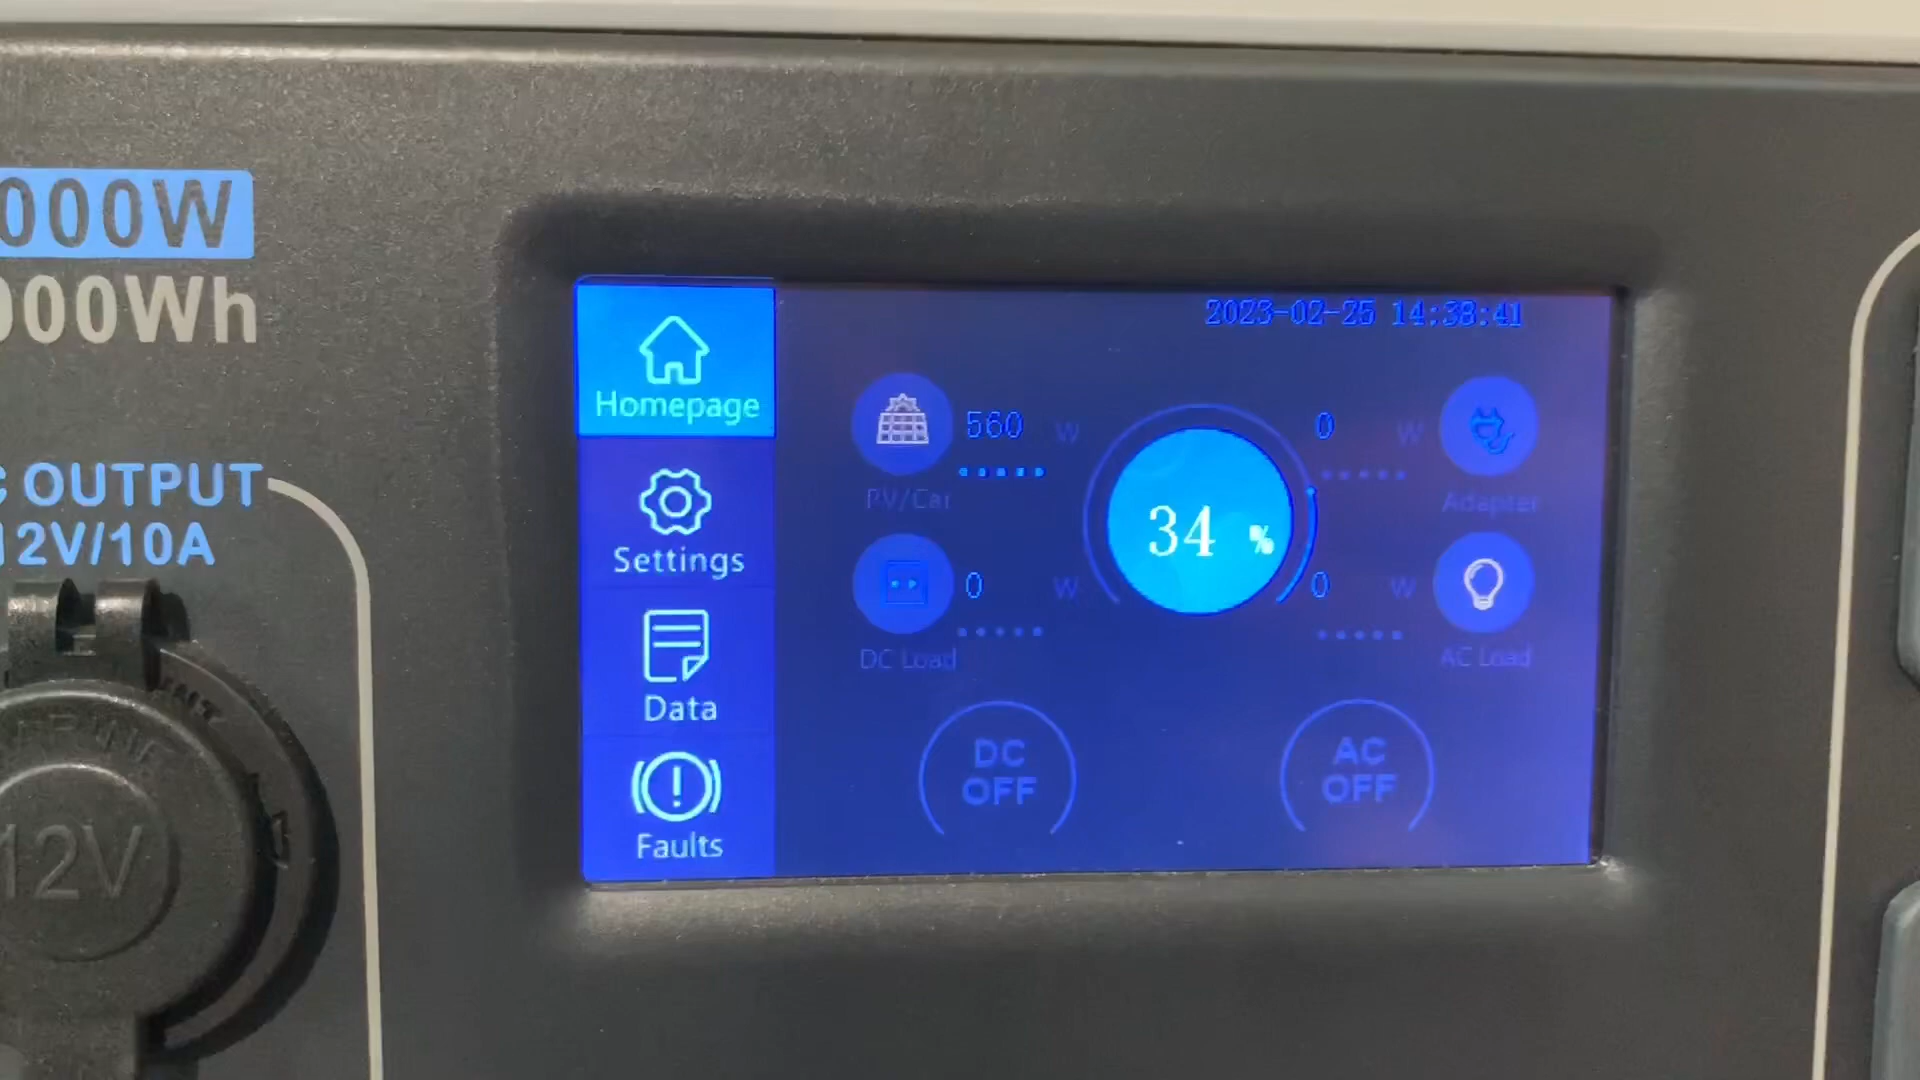 000W
000Wh
C OUTPUT
12V/10A
12V
Homepage
Settings
Data
Faults
2023-02-25 14:38:41
560 W
PV/Car
0 W
DC Load
34 %
0 W
Adapter
0 W
AC Load
DC
OFF
AC
OFF